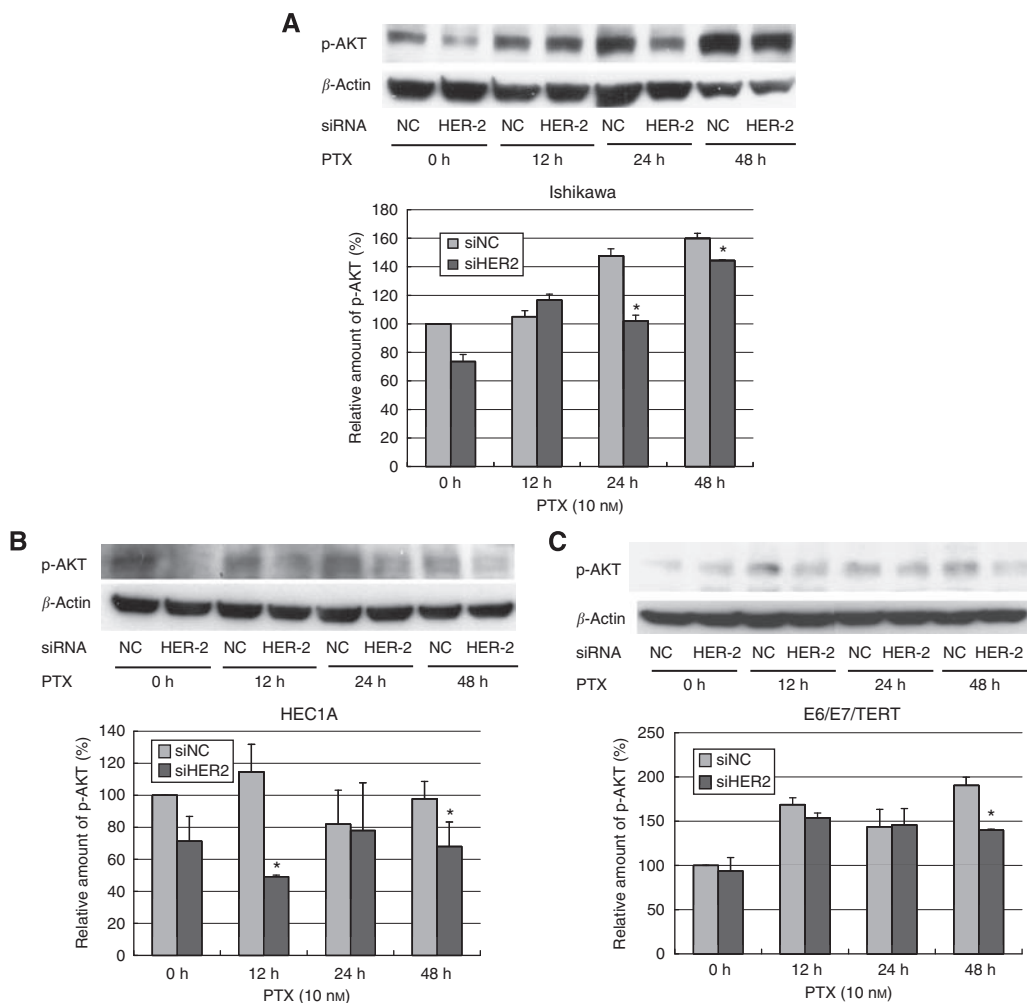 A
p-AKT
β-Actin
siRNA NC HER-2 NC HER-2 NC HER-2 NC HER-2
PTX 0 h 12 h 24 h 48 h
Ishikawa
Relative amount of p-AKT (%)
180
160
140
120
100
80
60
40
20
0
siNC
siHER2
*
*
0 h 12 h 24 h 48 h
PTX (10 nM)
B
p-AKT
β-Actin
siRNA NC HER-2 NC HER-2 NC HER-2 NC HER-2
PTX 0 h 12 h 24 h 48 h
HEC1A
Relative amount of p-AKT (%)
140
120
100
80
60
40
20
0
siNC
siHER2
*
*
0 h 12 h 24 h 48 h
PTX (10 nM)
C
p-AKT
β-Actin
siRNA NC HER-2 NC HER-2 NC HER-2 NC HER-2
PTX 0 h 12 h 24 h 48 h
E6/E7/TERT
Relative amount of p-AKT (%)
250
200
150
100
50
0
siNC
siHER2
*
0 h 12 h 24 h 48 h
PTX (10 nM)